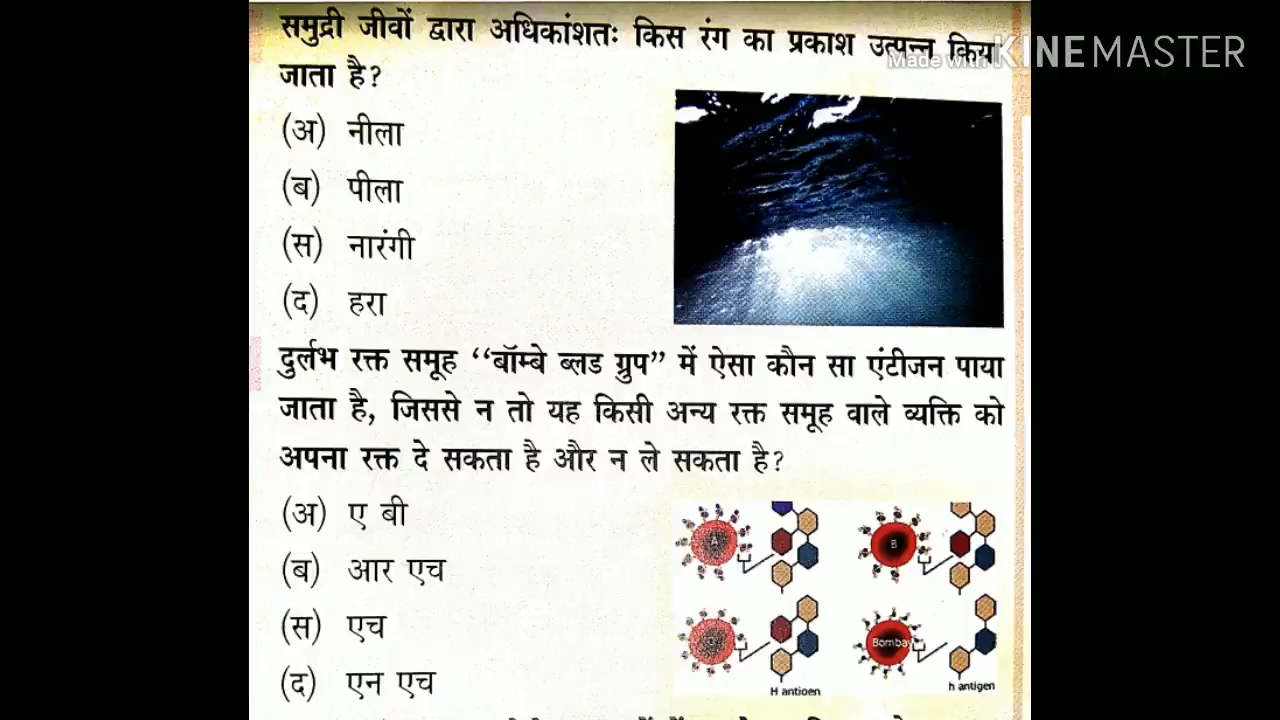 समुद्री जीवों द्वारा अधिकांशतः किस रंग का प्रकाश उत्पन्न किया
Made with KINEMASTER
जाता है?
(अ) नीला
(ब) पीला
(स) नारंगी
(द) हरा
दुर्लभ रक्त समूह “बॉम्बे ब्लड ग्रुप” में ऐसा कौन सा एंटीजन पाया
जाता है, जिससे न तो यह किसी अन्य रक्त समूह वाले व्यक्ति को
अपना रक्त दे सकता है और न ले सकता है?
(अ) ए बी
(ब) आर एच
(स) एच
(द) एन एच
A
B
O
Bombay
H antigen
h antigen